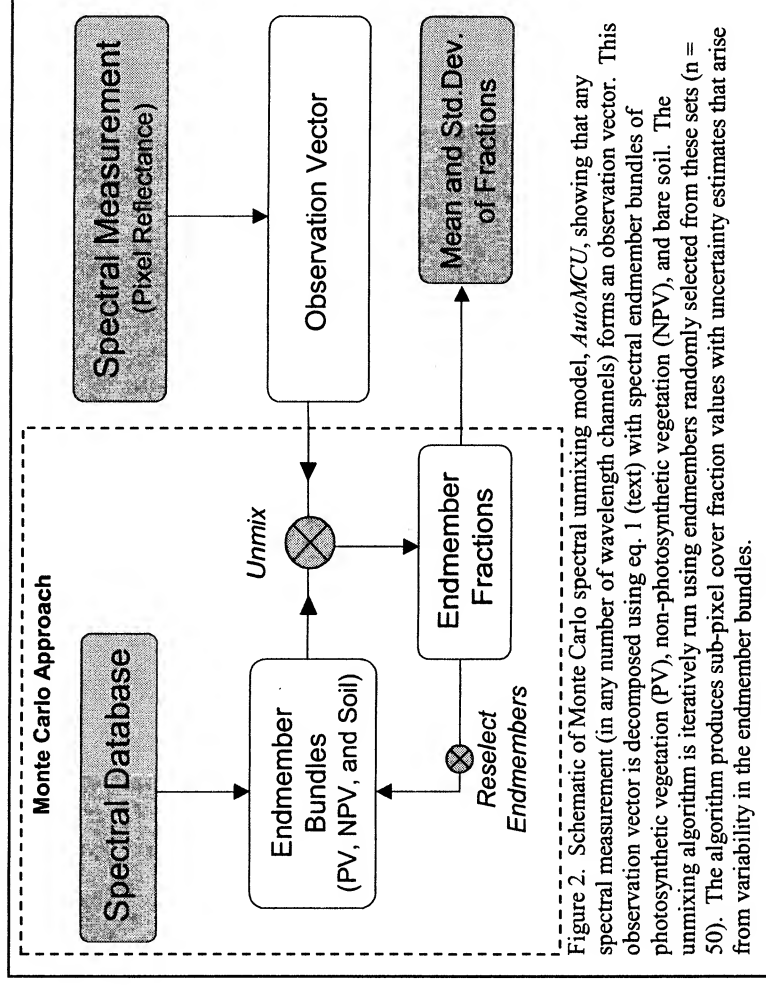 Monte Carlo Approach
Spectral Database
Spectral Measurement
(Pixel Reflectance)
Endmember
Bundles
(PV, NPV, and Soil)
Unmix
Observation Vector
Reselect
Endmembers
Endmember
Fractions
Mean and Std.Dev.
of Fractions
Figure 2. Schematic of Monte Carlo spectral unmixing model, AutoMCU, showing that any
spectral measurement (in any number of wavelength channels) forms an observation vector. This
observation vector is decomposed using eq. 1 (text) with spectral endmember bundles of
photosynthetic vegetation (PV), non-photosynthetic vegetation (NPV), and bare soil. The
unmixing algorithm is iteratively run using endmembers randomly selected from these sets (n =
50). The algorithm produces sub-pixel cover fraction values with uncertainty estimates that arise
from variability in the endmember bundles.